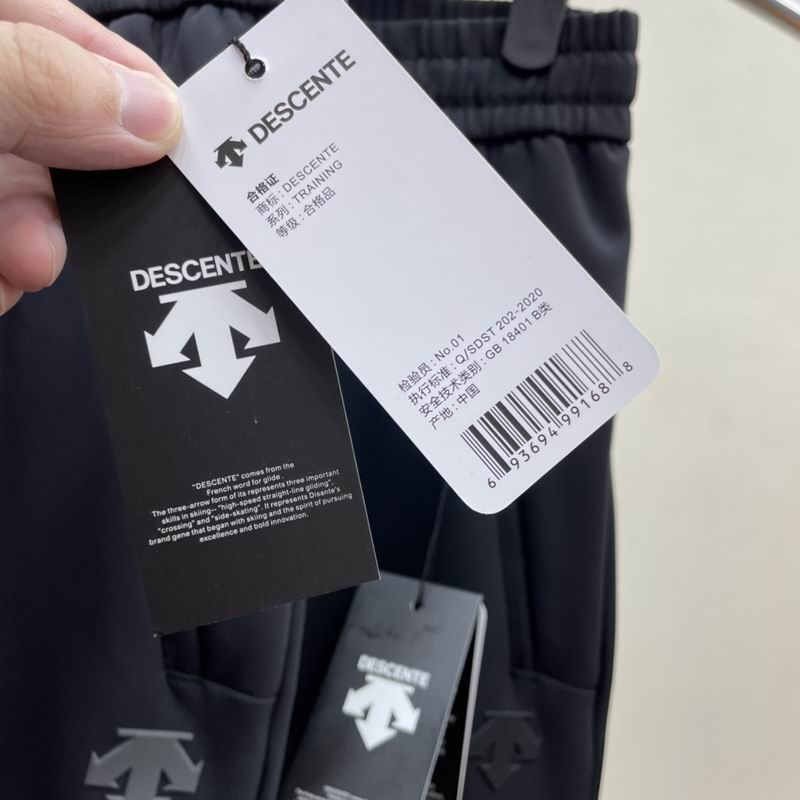 DESCENTE
合格证
商标：DESCENTE
系列：TRAINING
等级：合格品
检验员：No.01
执行标准：Q/SDST 202-2020
安全技术类别：GB 18401 B类
产地：中国
6 93694 99168 8
DESCENTE
"DESCENTE" comes from the
French word for glide .
The three-arrow form of its represents three important
skills in skiing-- "high-speed straight-line gliding",
"crossing" and "side-skating". It represents Disante's
brand gene that began with skiing and the spirit of pursuing
excellence and bold innovation.
DESCENTE